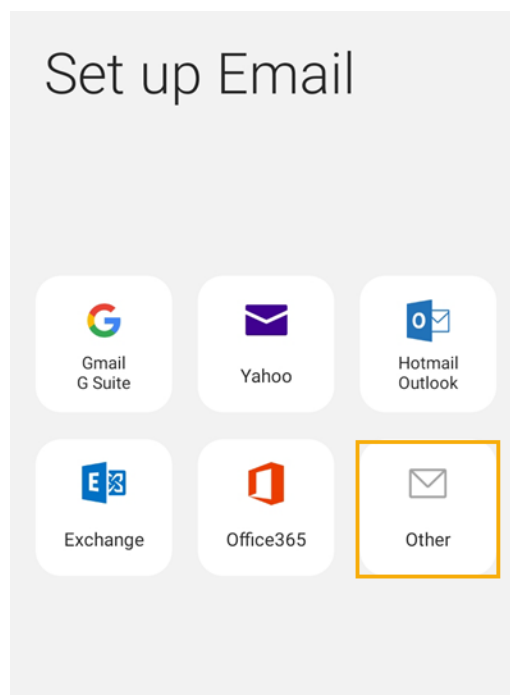 Set up Email
Gmail
G Suite
Yahoo
Hotmail
Outlook
Exchange
Office365
Other